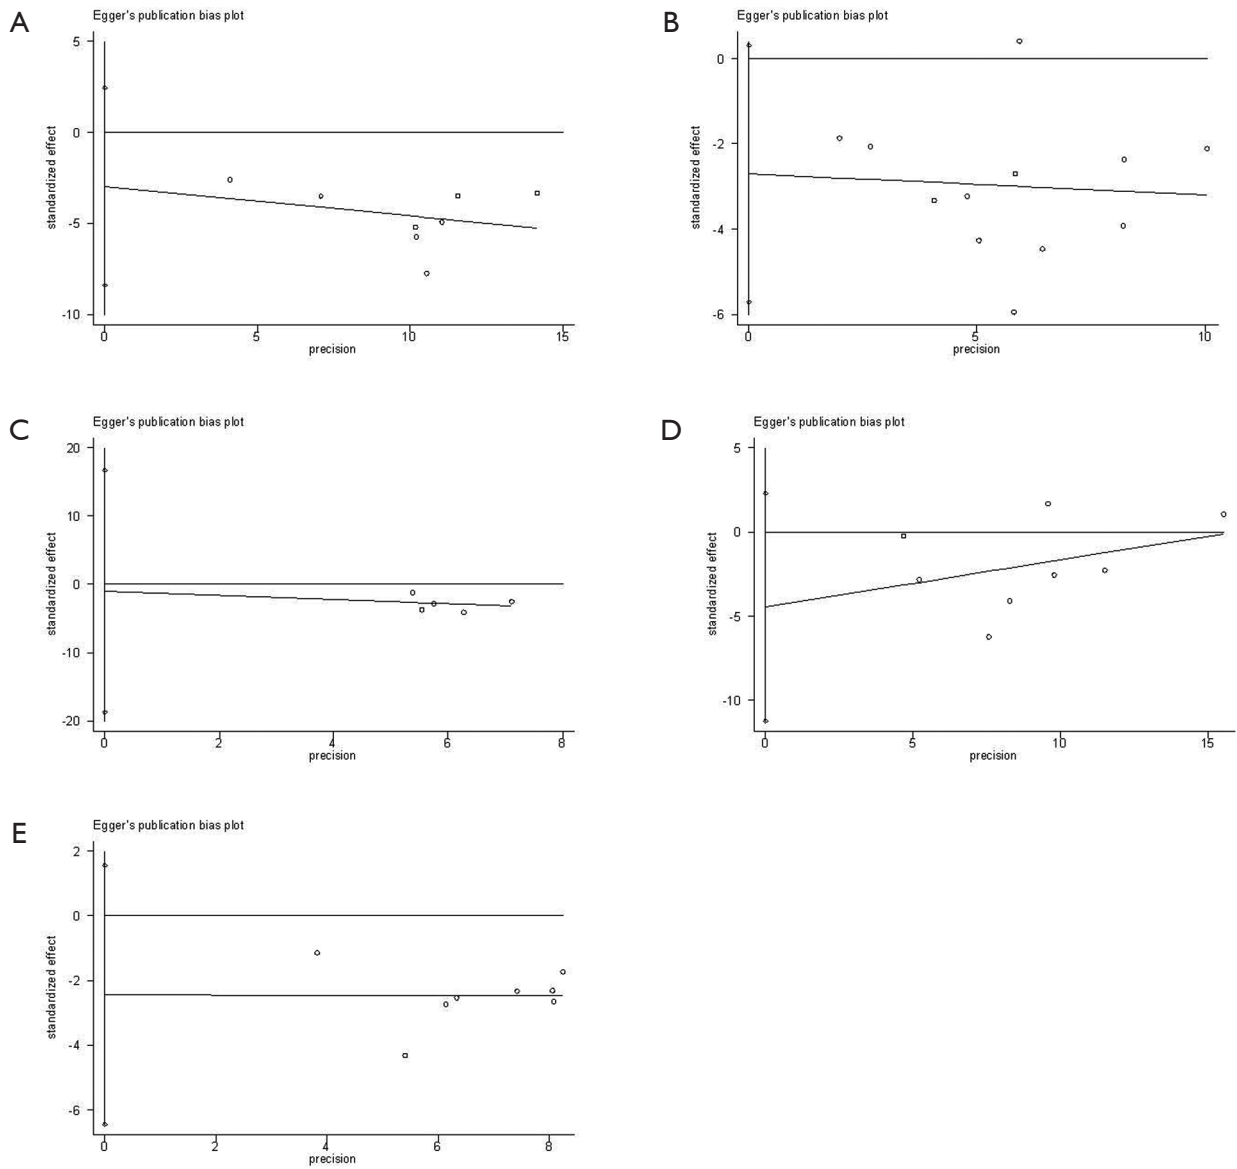 A
Egger's publication bias plot
5
0
-5
-10
standardized effect
0
5
10
15
precision
B
Egger's publication bias plot
0
-2
-4
-6
standardized effect
0
5
10
precision
C
Egger's publication bias plot
20
10
0
-10
-20
standardized effect
0
2
4
6
8
precision
D
Egger's publication bias plot
5
0
-5
-10
standardized effect
0
5
10
15
precision
E
Egger's publication bias plot
2
0
-2
-4
-6
standardized effect
0
2
4
6
8
precision